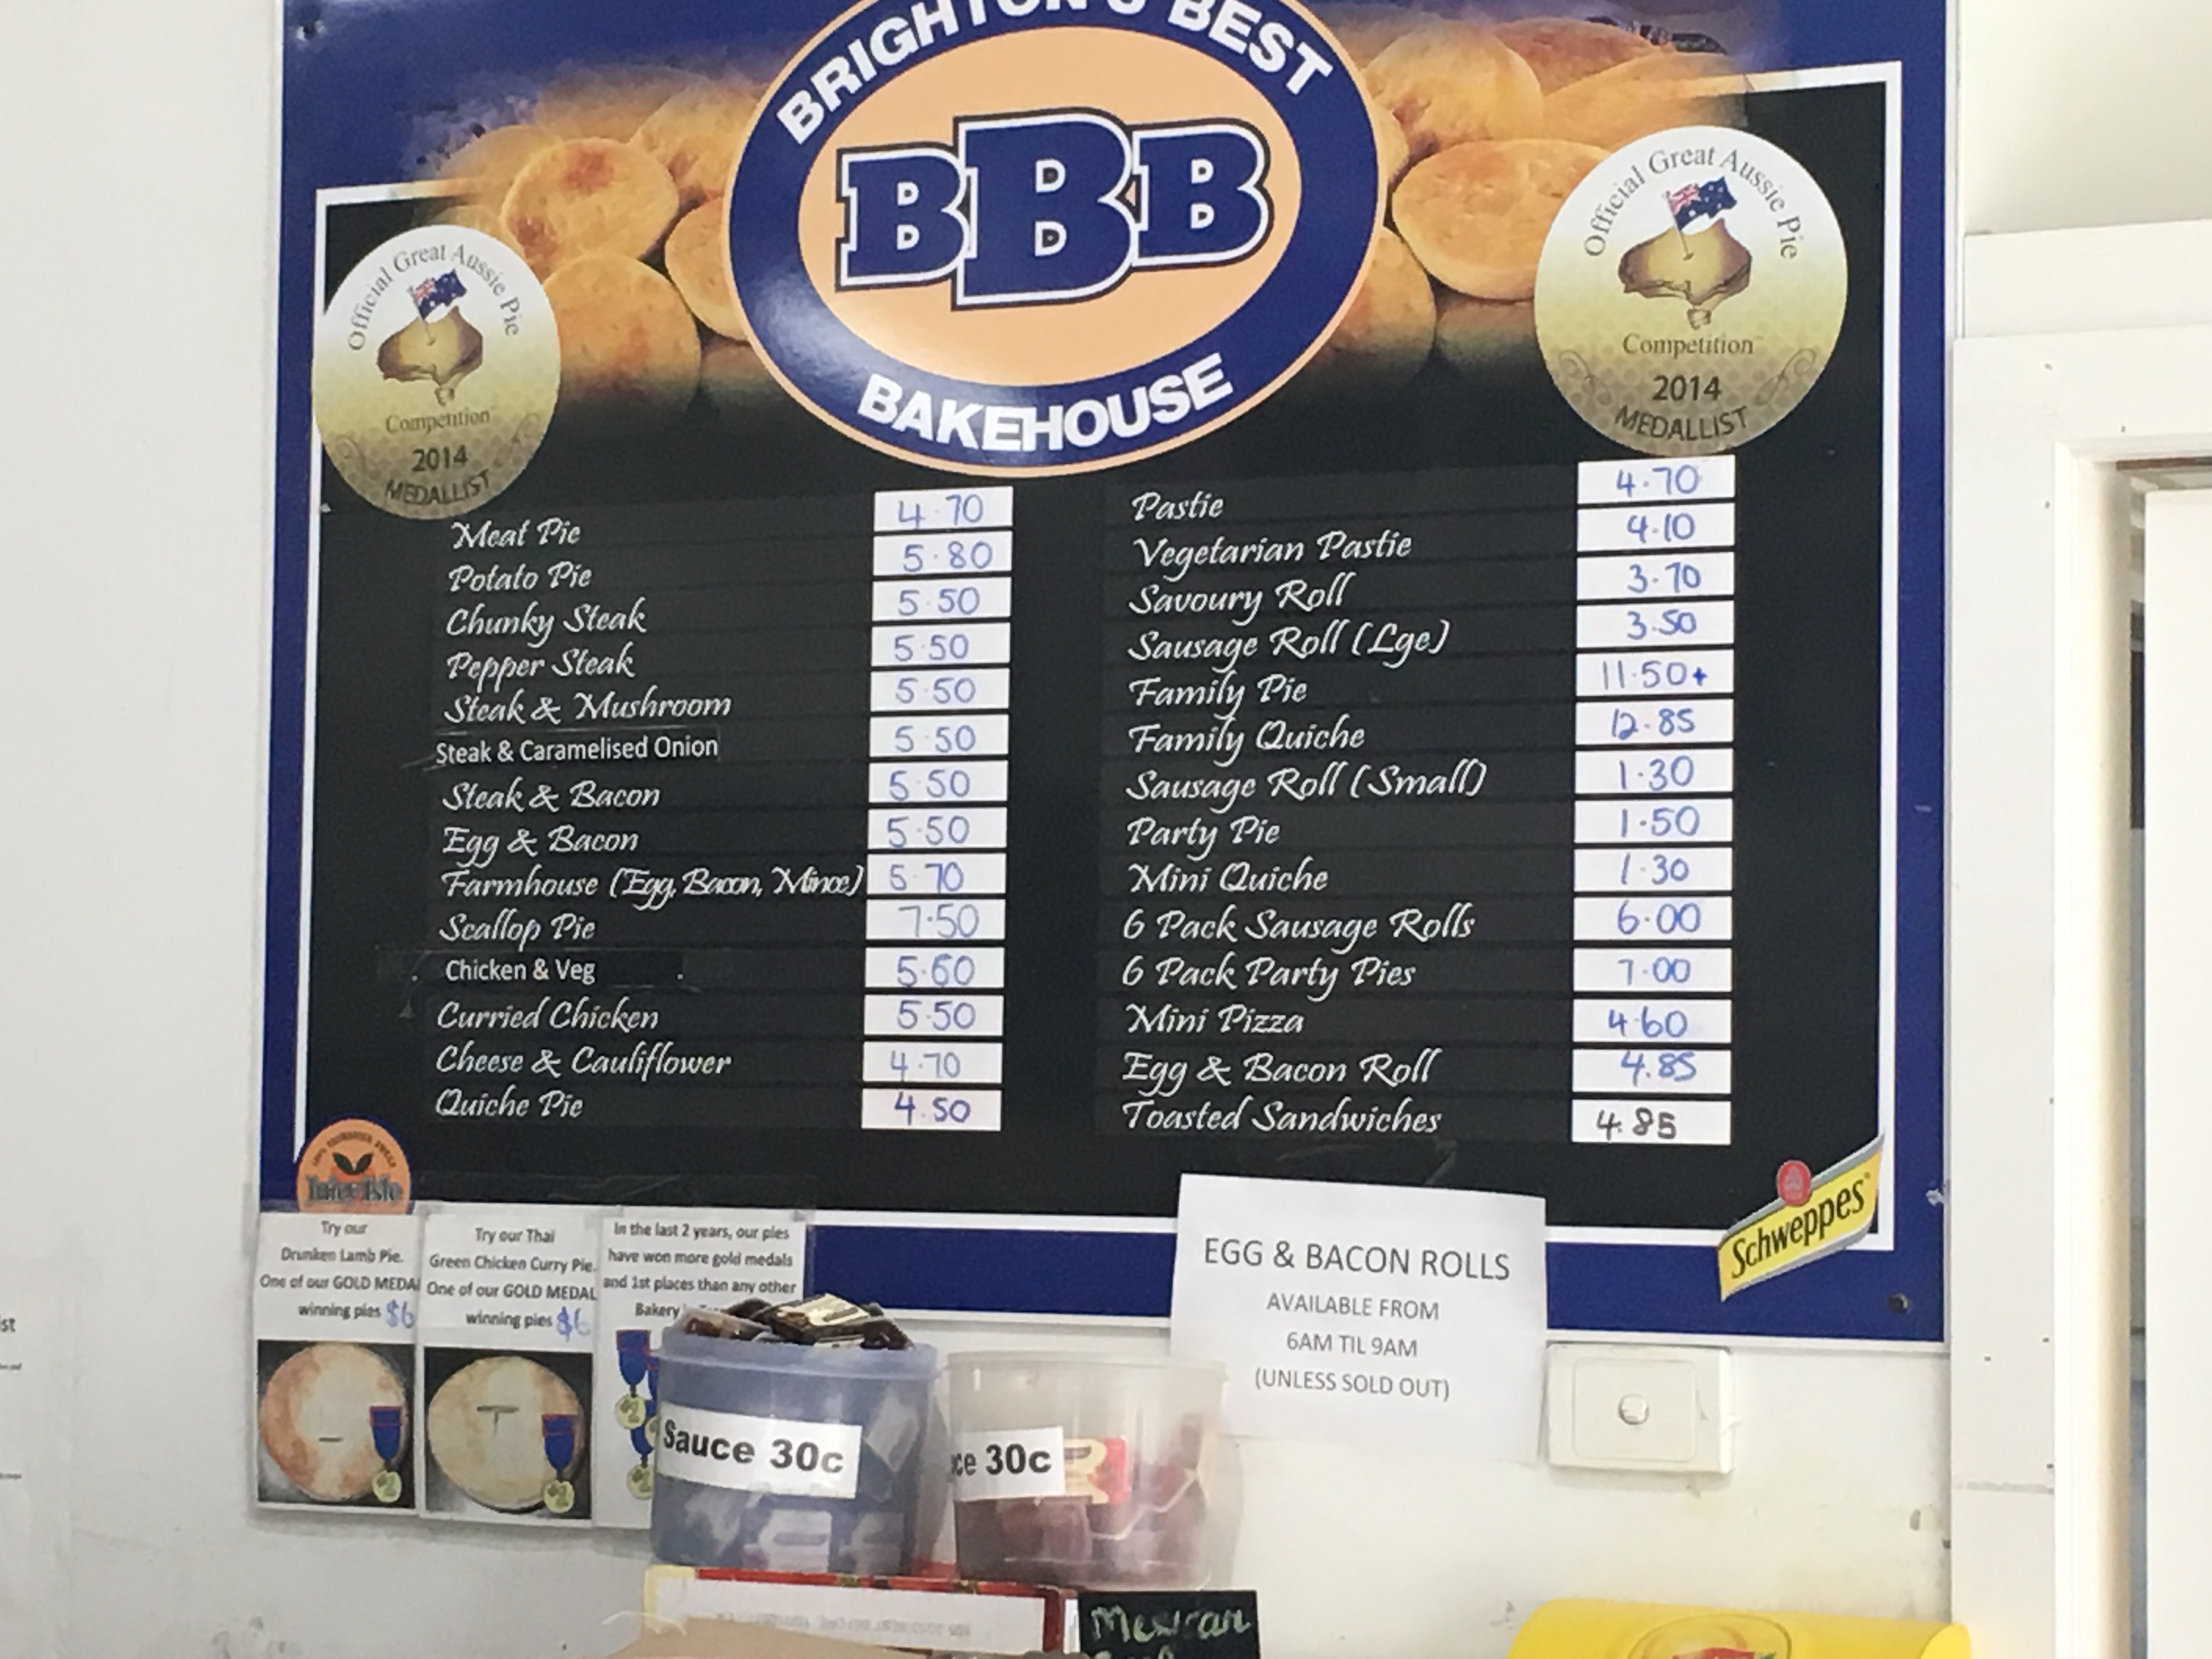 BRIGHTON'S BEST
BBB
BAKEHOUSE
Official Great Aussie Pie
Competition
2014
MEDALLIST
Official Great Aussie Pie
Competition
2014
MEDALLIST
Meat Pie 4.70
Potato Pie 5.80
Chunky Steak 5.50
Pepper Steak 5.50
Steak & Mushroom 5.50
Steak & Caramelised Onion 5.50
Steak & Bacon 5.50
Egg & Bacon 5.50
Farmhouse (Egg, Bacon, Mince) 5.70
Scallop Pie 7.50
Chicken & Veg 5.60
Curried Chicken 5.50
Cheese & Cauliflower 4.70
Quiche Pie 4.50
Pastie 4.70
Vegetarian Pastie 4.10
Savoury Roll 3.70
Sausage Roll (Lge) 3.50
Family Pie 11.50+
Family Quiche 12.85
Sausage Roll (Small) 1.30
Party Pie 1.50
Mini Quiche 1.30
6 Pack Sausage Rolls 6.00
6 Pack Party Pies 7.00
Mini Pizza 4.60
Egg & Bacon Roll 4.85
Toasted Sandwiches 4.85
Juicy Isle
Schweppes
Try our
Drunken Lamb Pie.
One of our GOLD MEDAL
winning pies $6
Try our Thai
Green Chicken Curry Pie.
One of our GOLD MEDAL
winning pies $6
In the last 2 years, our pies
have won more gold medals
and 1st places than any other
Bakery
EGG & BACON ROLLS
AVAILABLE FROM
6AM TIL 9AM
(UNLESS SOLD OUT)
Sauce 30c
ce 30c
Mexican